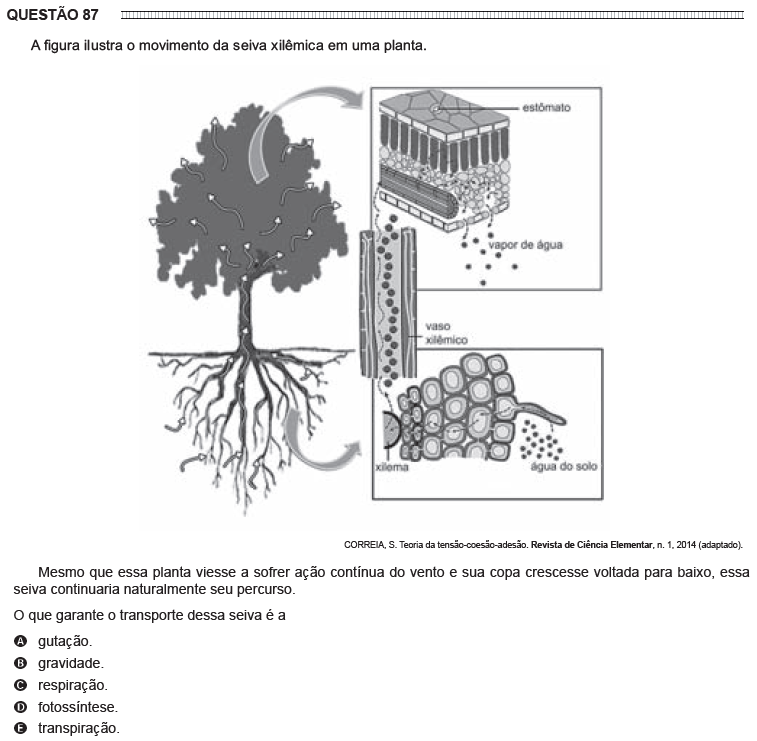 QUESTÃO 87
A figura ilustra o movimento da seiva xilêmica em uma planta.
estômato
vapor de água
vaso
xilêmico
xilema
água do solo
CORREIA, S. Teoria da tensão-coesão-adesão. Revista de Ciência Elementar, n. 1, 2014 (adaptado).
Mesmo que essa planta viesse a sofrer ação contínua do vento e sua copa crescesse voltada para baixo, essa
seiva continuaria naturalmente seu percurso.
O que garante o transporte dessa seiva é a
A gutação.
B gravidade.
C respiração.
D fotossíntese.
E transpiração.